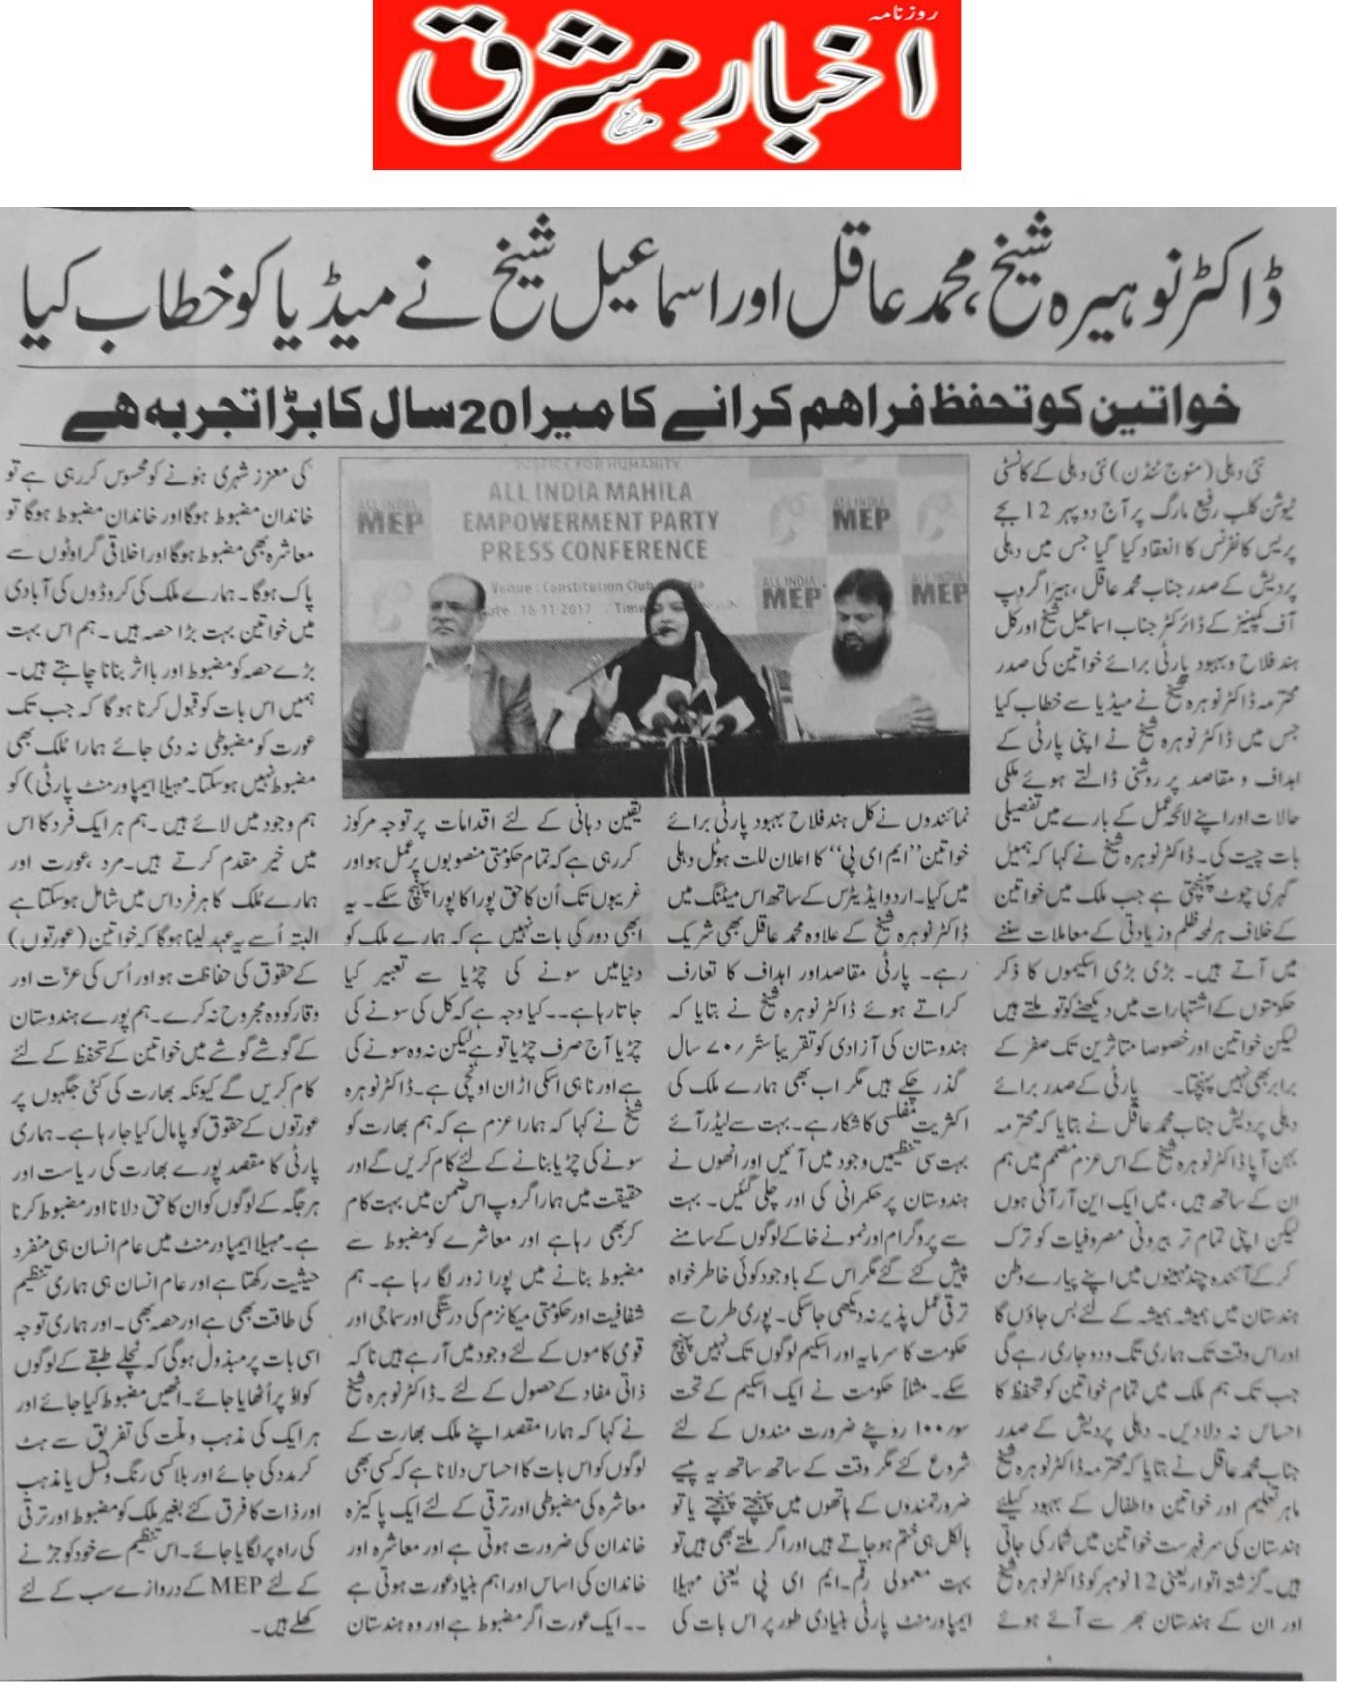 روزنامہ
اخبارِ مشرق
ڈاکٹر نوہیرہ شیخ، محمد عاقل اور اسماعیل شیخ نے میڈیا کو خطاب کیا
خواتین کو تحفظ فراھم کرانے کا میرا 20 سال کا بڑا تجربہ ھے
نئی دہلی (منوج ٹنڈن) نئی دہلی کے کانسٹی
ٹیوشن کلب رفیع مارگ پر آج دوپہر 12 بجے
پریس کانفرنس کا انعقاد کیا گیا جس میں دہلی
پردیش کے صدر جناب محمد عاقل، ہیرا گروپ
آف کمپنیز کے ڈائرکٹر جناب اسماعیل شیخ اور کل
ہند فلاح و بہبود پارٹی برائے خواتین کی صدر
محترمہ ڈاکٹر نوہرہ شیخ نے میڈیا سے خطاب کیا
جس میں ڈاکٹر نوہرہ شیخ نے اپنی پارٹی کے
اہداف و مقاصد پر روشنی ڈالتے ہوئے ملکی
حالات اور اپنے لائحہ عمل کے بارے میں تفصیلی
بات چیت کی۔ ڈاکٹر نوہرہ شیخ نے کہا کہ ہمیں
گہری چوٹ پہنچتی ہے جب ملک میں خواتین
کے خلاف ہر لمحہ ظلم و زیادتی کے معاملات سننے
میں آتے ہیں۔ بڑی بڑی اسکیموں کا ذکر
حکومتوں کے اشتہارات میں دیکھنے کو تو ملتے ہیں
لیکن خواتین اور خصوصا متاثرین تک صفر کے
برابر بھی نہیں پہنچتا۔ پارٹی کے صدر برائے
دہلی پردیش جناب محمد عاقل نے بتایا کہ محترمہ
بہن آپا ڈاکٹر نوہرہ شیخ کے اس عزم مصمم میں ہم
ان کے ساتھ ہیں، میں ایک این آر آئی ہوں
لیکن اپنی تمام تر بیرونی مصروفیات کو ترک
کر کے آئندہ چند مہینوں میں اپنے پیارے وطن
ہندستان میں ہمیشہ ہمیشہ کے لئے بس جاؤں گا
اور اس وقت تک ہماری تگ و دو جاری رہے گی
جب تک ہم ملک میں تمام خواتین کو تحفظ کا
احساس نہ دلا دیں۔ دہلی پردیش کے صدر
جناب محمد عاقل نے بتایا کہ محترمہ ڈاکٹر نوہرہ شیخ
ماہر تعلیم اور خواتین و اطفال کے بہبود کیلئے
ہندستان کی سرفہرست خواتین میں شمار کی جاتی
ہیں۔ گزشتہ اتوار یعنی 12 نومبر کو ڈاکٹر نوہرہ شیخ
اور ان کے ہندستان بھر سے آئے ہوئے
JUSTICE FOR HUMANITY
ALL INDIA MAHILA
EMPOWERMENT PARTY
PRESS CONFERENCE
Venue : Constitution Club
Date : 16-11-2017 Time
ALL INDIA
MEP
ALL INDIA
MEP
ALL INDIA
MEP
ALL INDIA
MEP
نمائندوں نے کل ہند فلاح بہبود پارٹی برائے
خواتین "ایم ای پی" کا اعلان للت ہوٹل دہلی
میں کیا۔ اردو ایڈیٹرس کے ساتھ اس میٹنگ میں
ڈاکٹر نوہرہ شیخ کے علاوہ محمد عاقل بھی شریک
رہے۔ پارٹی مقاصد اور اہداف کا تعارف
کراتے ہوئے ڈاکٹر نوہرہ شیخ نے بتایا کہ
ہندوستان کی آزادی کو تقریباً ستر /۷۰ سال
گذر چکے ہیں مگر اب بھی ہمارے ملک کی
اکثریت مفلسی کا شکار ہے۔ بہت سے لیڈر آئے
بہت سی تنظیمیں وجود میں آئیں اور انھوں نے
ہندوستان پر حکمرانی کی اور چلی گئیں۔ بہت
سے پروگرام اور نمونے خاکے لوگوں کے سامنے
پیش کئے گئے مگر اس کے باوجود کوئی خاطر خواہ
ترقی عمل پذیر نہ دیکھی جا سکی۔ پوری طرح سے
حکومت کا سرمایہ اور اسکیم لوگوں تک نہیں پہنچ
سکے۔ مثلاً حکومت نے ایک اسکیم کے تحت
سو/۱۰۰ روپئے ضرورت مندوں کے لئے
شروع کئے مگر وقت کے ساتھ ساتھ یہ پیسے
ضرورتمندوں کے ہاتھوں میں پہنچتے پہنچتے یا تو
بالکل ہی ختم ہو جاتے ہیں اور اگر ملتے بھی ہیں تو
بہت معمولی رقم۔ ایم ای پی یعنی مہیلا
ایمپاورمنٹ پارٹی بنیادی طور پر اس بات کی
یقین دہانی کے لئے اقدامات پر توجہ مرکوز
کر رہی ہے کہ تمام حکومتی منصوبوں پر عمل ہو اور
غریبوں تک اُن کا حق پورا کا پورا پہنچ سکے۔ یہ
ابھی دور کی بات نہیں ہے کہ ہمارے ملک کو
دنیا میں سونے کی چڑیا سے تعبیر کیا
جاتا رہا ہے۔۔ کیا وجہ ہے کہ کل کی سونے کی
چڑیا آج صرف چڑیا تو ہے لیکن نہ وہ سونے کی
ہے اور نا ہی اسکی اڑان اونچی ہے۔ ڈاکٹر نوہرہ
شیخ نے کہا کہ ہمارا عزم ہے کہ ہم بھارت کو
سونے کی چڑیا بنانے کے لئے کام کریں گے اور
حقیقت میں ہمارا گروپ اس ضمن میں بہت کام
کر بھی رہا ہے اور معاشرے کو مضبوط سے
مضبوط بنانے میں پورا زور لگا رہا ہے۔ ہم
شفافیت اور حکومتی میکانزم کی درستگی اور سماجی اور
قومی کاموں کے لئے وجود میں آ رہے ہیں نا کہ
ذاتی مفاد کے حصول کے لئے۔ ڈاکٹر نوہرہ شیخ
نے کہا کہ ہمارا مقصد اپنے ملک بھارت کے
لوگوں کو اس بات کا احساس دلانا ہے کہ کسی بھی
معاشرہ کی مضبوطی اور ترقی کے لئے ایک پاکیزہ
خاندان کی ضرورت ہوتی ہے اور معاشرہ اور
خاندان کی اساس اور اہم بنیاد عورت ہوتی ہے
۔۔ ایک عورت اگر مضبوط ہے اور وہ ہندستان
کی معزز شہری ہونے کو محسوس کر رہی ہے تو
خاندان مضبوط ہوگا اور خاندان مضبوط ہوگا تو
معاشرہ بھی مضبوط ہوگا اور اخلاقی گراوٹوں سے
پاک ہوگا۔ ہمارے ملک کی کروڑوں کی آبادی
میں خواتین بہت بڑا حصہ ہیں۔ ہم اس بہت
بڑے حصہ کو مضبوط اور بااثر بنانا چاہتے ہیں۔
ہمیں اس بات کو قبول کرنا ہوگا کہ جب تک
عورت کو مضبوطی نہ دی جائے ہمارا ملک بھی
مضبوط نہیں ہو سکتا۔ مہیلا ایمپاورمنٹ پارٹی) کو
ہم وجود میں لائے ہیں۔ ہم ہر ایک فرد کا اس
میں خیر مقدم کرتے ہیں۔ مرد، عورت اور
ہمارے مُلک کا ہر فرد اس میں شامل ہو سکتا ہے
البتہ اُسے یہ عہد لینا ہوگا کہ خواتین (عورتوں)
کے حقوق کی حفاظت ہو اور اُس کی عزّت اور
وقار کو وہ مجروح نہ کرے۔ ہم پورے ہندوستان
کے گوشے گوشے میں خواتین کے تحفظ کے لئے
کام کریں گے کیونکہ بھارت کی کئی جگہوں پر
عورتوں کے حقوق کو پامال کیا جا رہا ہے۔ ہماری
پارٹی کا مقصد پورے بھارت کی ریاست اور
ہر جگہ کے لوگوں کو ان کا حق دلانا اور مضبوط کرنا
ہے۔ مہیلا ایمپاورمنٹ میں عام انسان ہی منفرد
حیثیت رکھتا ہے اور عام انسان ہی ہماری تنظیم
کی طاقت بھی ہے اور حصہ بھی۔ اور ہماری توجہ
اسی بات پر مبذول ہوگی کہ نچلے طبقے کے لوگوں
کو اوپر اُٹھایا جائے۔ انھیں مضبوط کیا جائے اور
ہر ایک کی مذہب و ملّت کی تفریق سے ہٹ
کر مدد کی جائے اور بلا کسی رنگ و نسل یا مذہب
اور ذات کا فرق کئے بغیر ملک کو مضبوط اور ترقی
کی راہ پر لگایا جائے۔ اس تنظیم سے خود کو جڑنے
کے لئے MEP کے دروازے سب کے لئے
کھلے ہیں۔